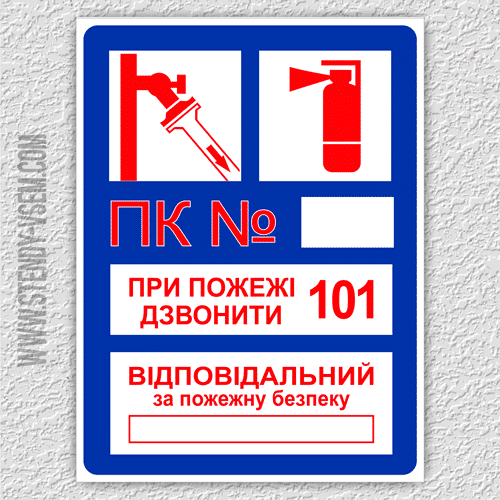 ПК №
ПРИ ПОЖЕЖІ
ДЗВОНИТИ
101
ВІДПОВІДАЛЬНИЙ
за пожежну безпеку
WWW.STENDY-VSEM.COM